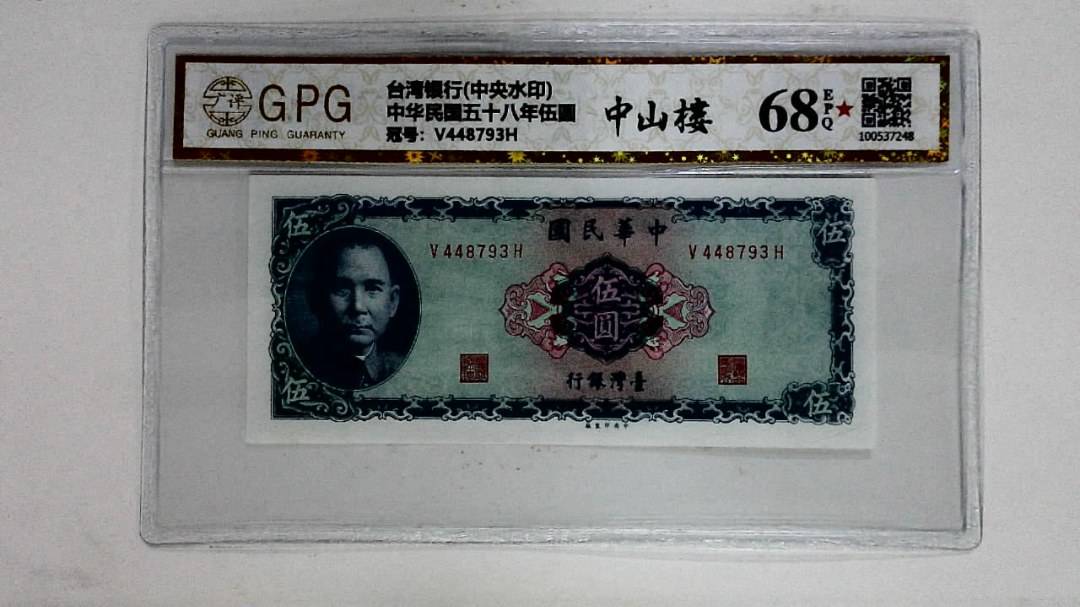 广评
GPG
GUANG PING GUARANTY
台湾银行(中央水印)
中华民国五十八年伍圆
冠号: V448793H
中山楼
68
EPQ
100537248
國民華中
V448793H
V448793H
伍
伍
伍圓
行銀灣臺
伍
伍